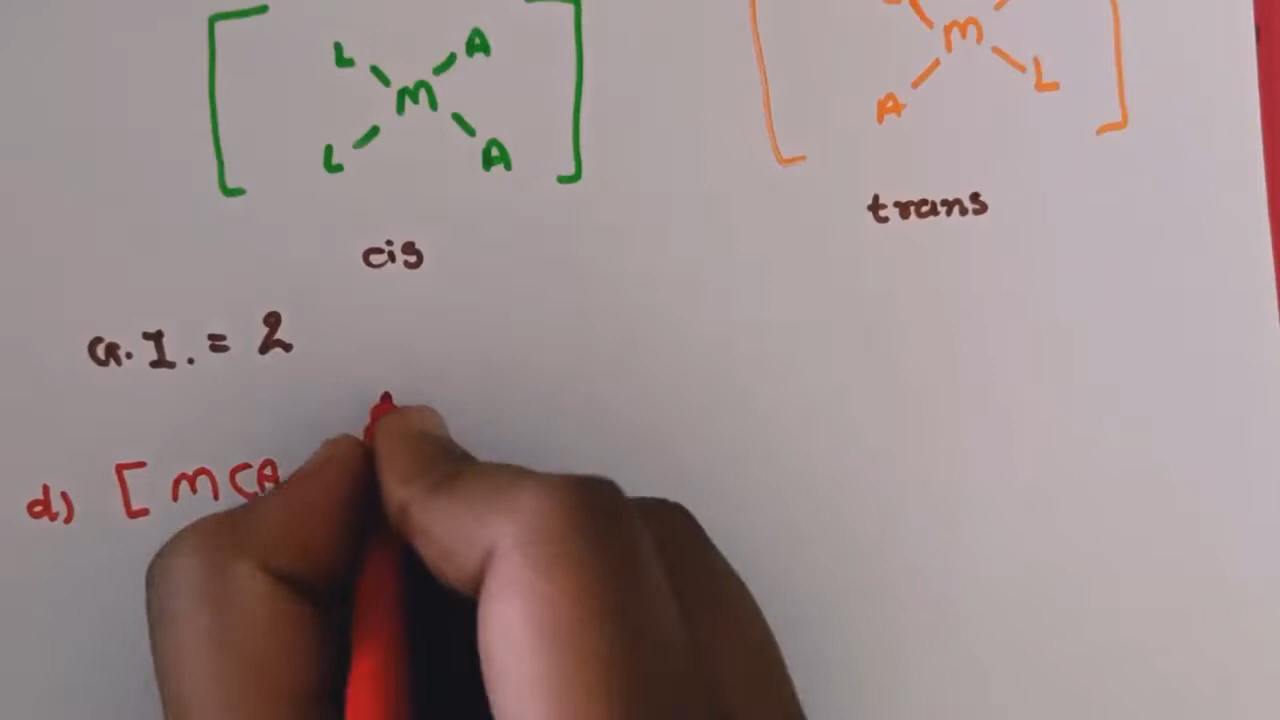 L A
M
L A
M
A L
trans
cis
G.I. = 2
d) [M(A